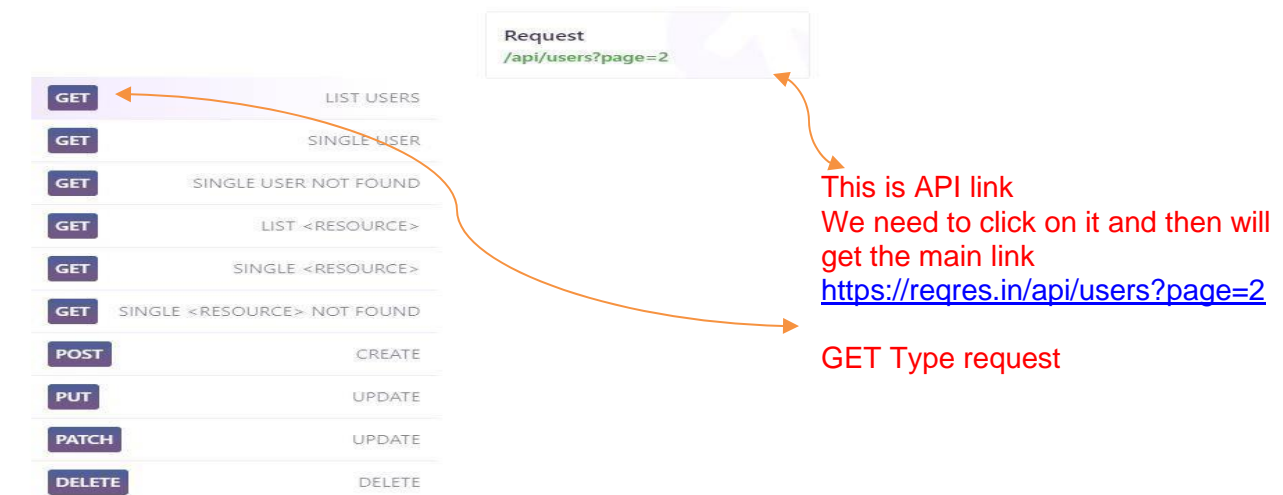 Request
/api/users?page=2
GET LIST USERS
GET SINGLE USER
GET SINGLE USER NOT FOUND
GET LIST <RESOURCE>
GET SINGLE <RESOURCE>
GET SINGLE <RESOURCE> NOT FOUND
POST CREATE
PUT UPDATE
PATCH UPDATE
DELETE DELETE
This is API link
We need to click on it and then will
get the main link
https://reqres.in/api/users?page=2
GET Type request